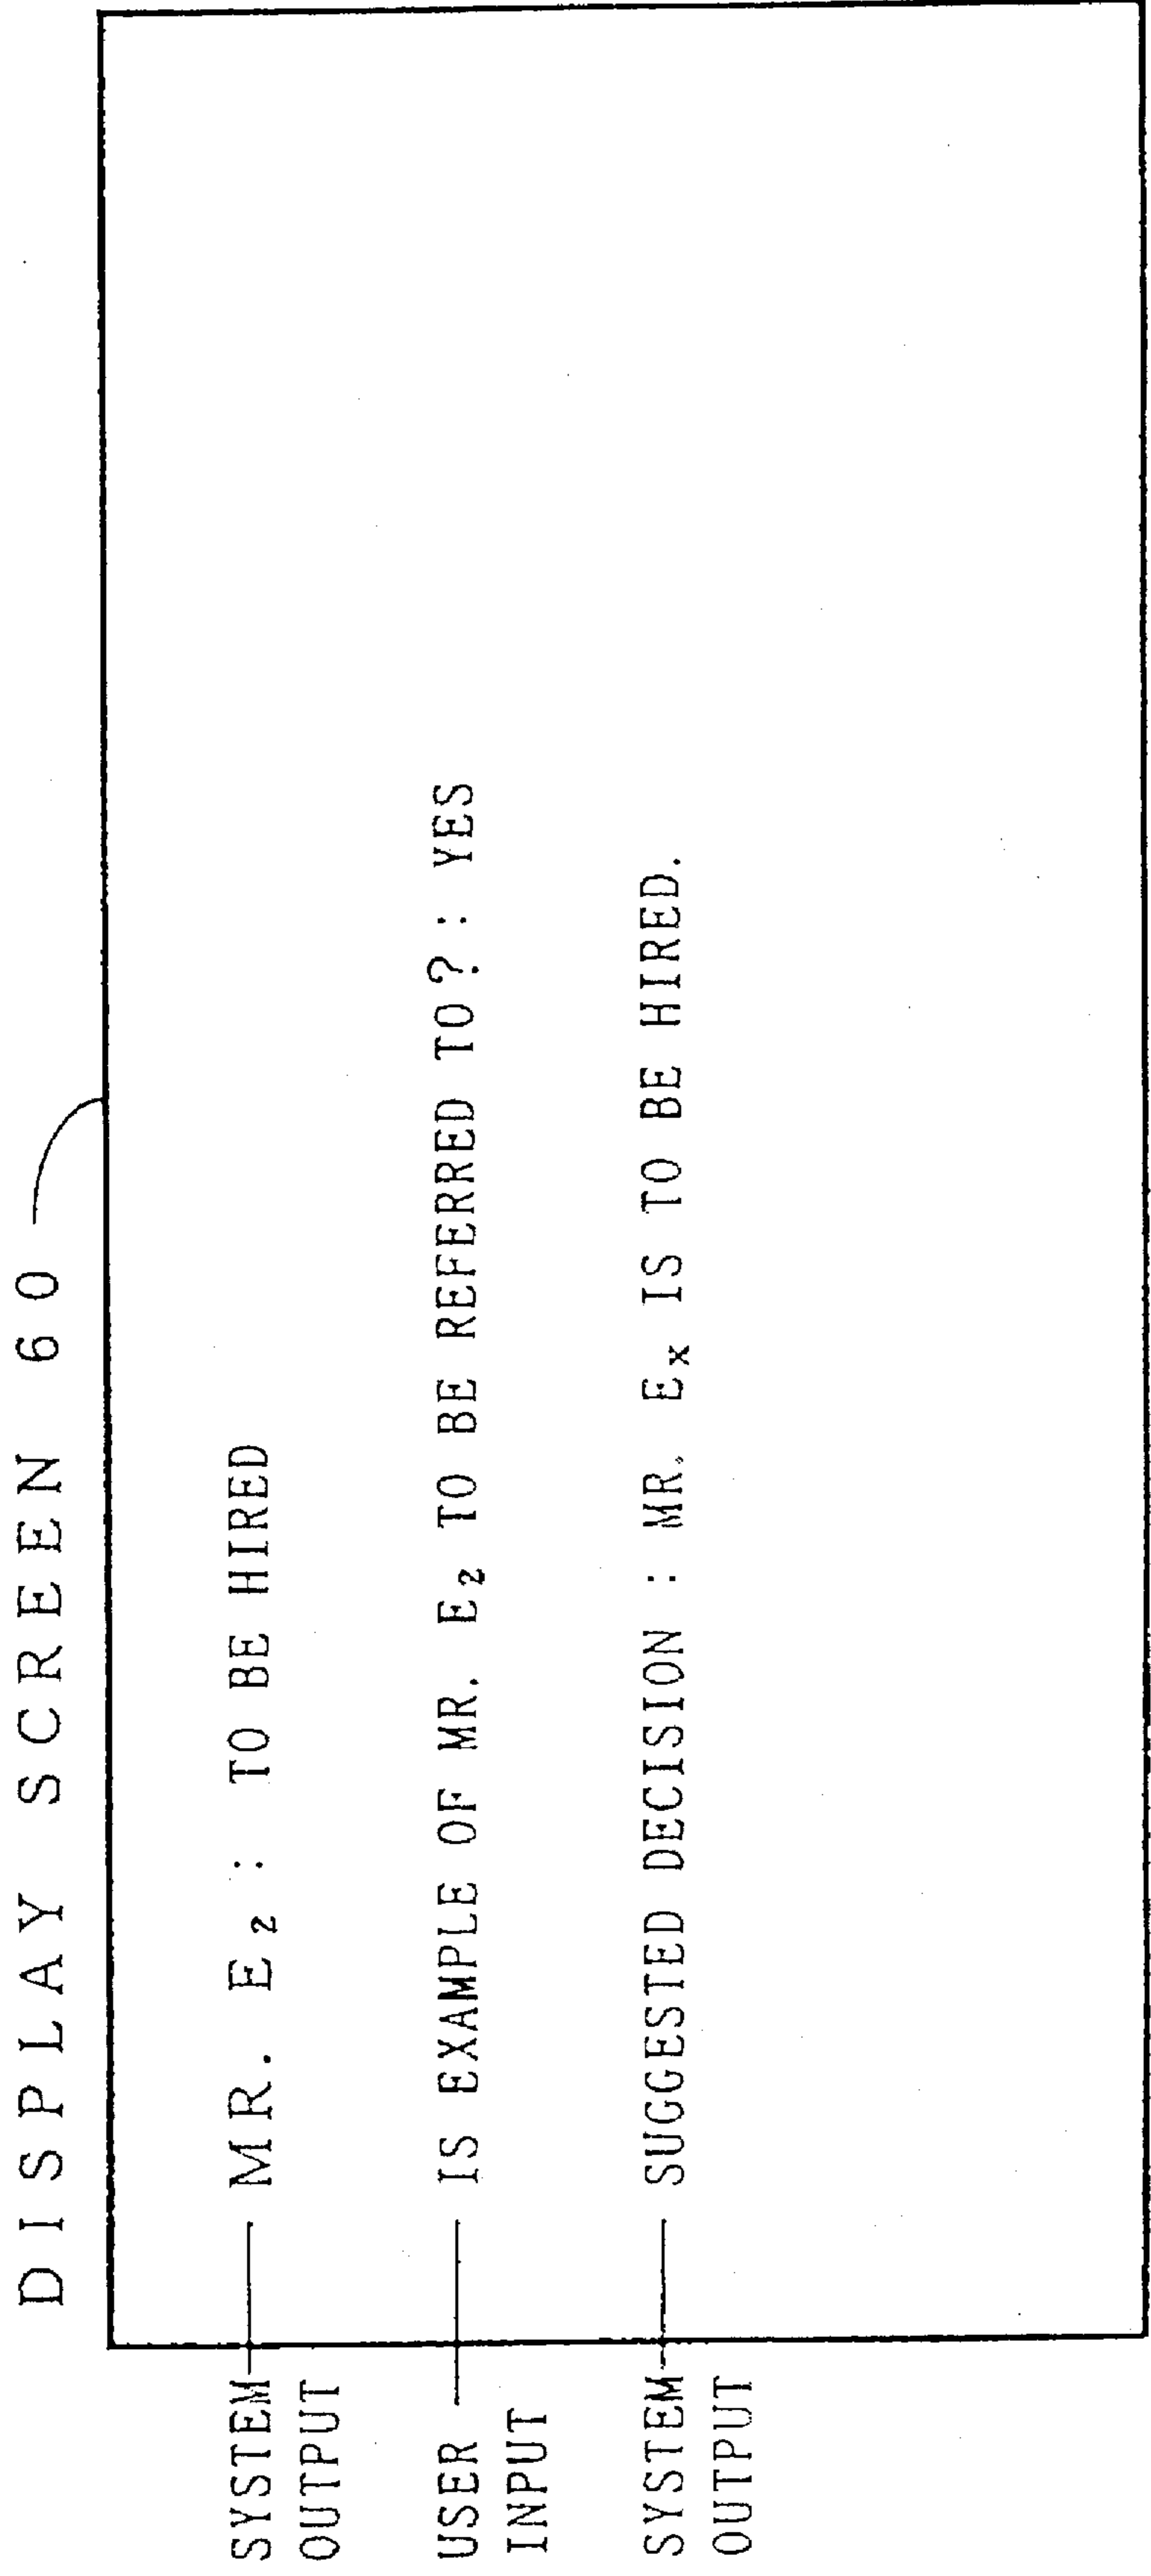 DISPLAY SCREEN 60
SYSTEM OUTPUT
MR. E₂ : TO BE HIRED
USER INPUT
IS EXAMPLE OF MR. E₂ TO BE REFERRED TO? : YES
SYSTEM OUTPUT
SUGGESTED DECISION : MR. Eₓ IS TO BE HIRED.